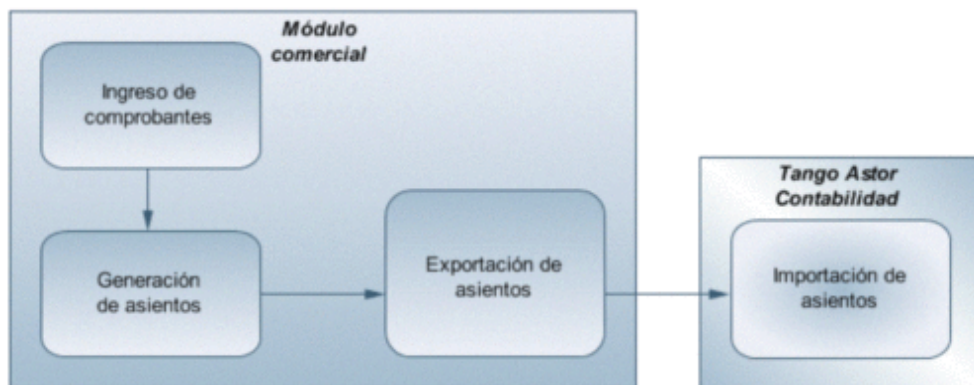 Módulo
comercial
Ingreso de
comprobantes
Generación
de asientos
Exportación de
asientos
Tango Astor
Contabilidad
Importación de
asientos